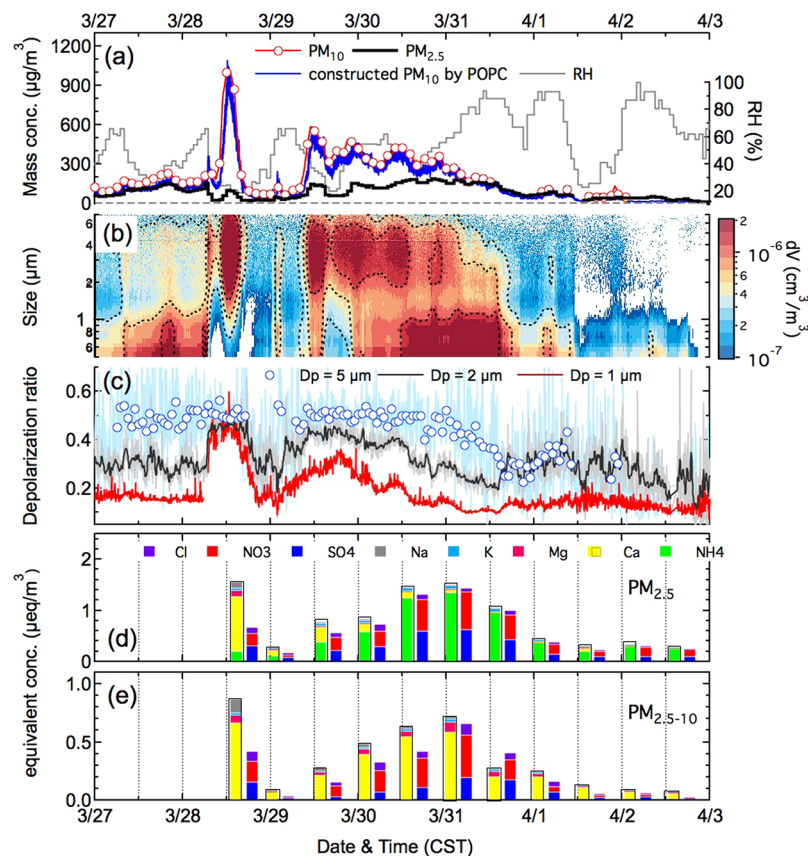 3/27 3/28 3/29 3/30 3/31 4/1 4/2 4/3
(a)
PM10 PM2.5
constructed PM10 by POPC RH
Mass conc. (µg/m3)
1200
900
600
300
0
RH (%)
100
80
60
40
20
(b)
Size (µm)
6
4
2
1
8
6
dV (cm3/m3)
2
10-6
6
4
2
10-7
(c)
Dp = 5 µm Dp = 2 µm Dp = 1 µm
Depolarization ratio
0.6
0.4
0.2
Cl NO3 SO4 Na K Mg Ca NH4
(d)
PM2.5
2
1
0
equivalent conc. (µeq/m3)
(e)
PM2.5-10
1.0
0.5
0.0
3/27 3/28 3/29 3/30 3/31 4/1 4/2 4/3
Date & Time (CST)